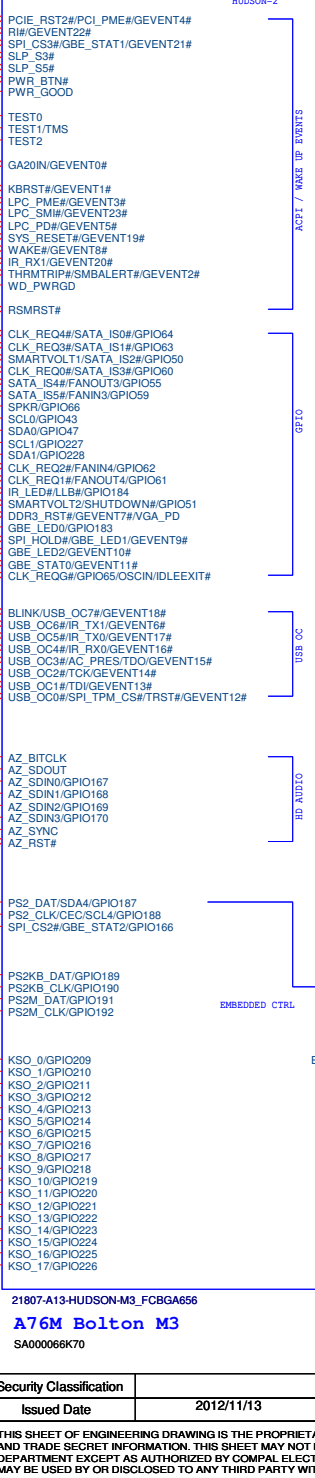 HUDSON-2
PCIE_RST2#/PCI_PME#/GEVENT4#
RI#/GEVENT22#
SPI_CS3#/GBE_STAT1/GEVENT21#
SLP_S3#
SLP_S5#
PWR_BTN#
PWR_GOOD
TEST0
TEST1/TMS
TEST2
GA20IN/GEVENT0#
KBRST#/GEVENT1#
LPC_PME#/GEVENT3#
LPC_SMI#/GEVENT23#
LPC_PD#/GEVENT5#
SYS_RESET#/GEVENT19#
WAKE#/GEVENT8#
IR_RX1/GEVENT20#
THRMTRIP#/SMBALERT#/GEVENT2#
WD_PWRGD
RSMRST#
ACPI / WAKE UP EVENTS
CLK_REQ4#/SATA_IS0#/GPIO64
CLK_REQ3#/SATA_IS1#/GPIO63
SMARTVOLT1/SATA_IS2#/GPIO50
CLK_REQ0#/SATA_IS3#/GPIO60
SATA_IS4#/FANOUT3/GPIO55
SATA_IS5#/FANIN3/GPIO59
SPKR/GPIO66
SCL0/GPIO43
SDA0/GPIO47
SCL1/GPIO227
SDA1/GPIO228
CLK_REQ2#/FANIN4/GPIO62
CLK_REQ1#/FANOUT4/GPIO61
IR_LED#/LLB#/GPIO184
SMARTVOLT2/SHUTDOWN#/GPIO51
DDR3_RST#/GEVENT7#/VGA_PD
GBE_LED0/GPIO183
SPI_HOLD#/GBE_LED1/GEVENT9#
GBE_LED2/GEVENT10#
GBE_STAT0/GEVENT11#
CLK_REQG#/GPIO65/OSCIN/IDLEEXIT#
GPIO
BLINK/USB_OC7#/GEVENT18#
USB_OC6#/IR_TX1/GEVENT6#
USB_OC5#/IR_TX0/GEVENT17#
USB_OC4#/IR_RX0/GEVENT16#
USB_OC3#/AC_PRES/TDO/GEVENT15#
USB_OC2#/TCK/GEVENT14#
USB_OC1#/TDI/GEVENT13#
USB_OC0#/SPI_TPM_CS#/TRST#/GEVENT12#
USB OC
AZ_BITCLK
AZ_SDOUT
AZ_SDIN0/GPIO167
AZ_SDIN1/GPIO168
AZ_SDIN2/GPIO169
AZ_SDIN3/GPIO170
AZ_SYNC
AZ_RST#
HD AUDIO
PS2_DAT/SDA4/GPIO187
PS2_CLK/CEC/SCL4/GPIO188
SPI_CS2#/GBE_STAT2/GPIO166
PS2KB_DAT/GPIO189
PS2KB_CLK/GPIO190
PS2M_DAT/GPIO191
PS2M_CLK/GPIO192
EMBEDDED CTRL
KSO_0/GPIO209
KSO_1/GPIO210
KSO_2/GPIO211
KSO_3/GPIO212
KSO_4/GPIO213
KSO_5/GPIO214
KSO_6/GPIO215
KSO_7/GPIO216
KSO_8/GPIO217
KSO_9/GPIO218
KSO_10/GPIO219
KSO_11/GPIO220
KSO_12/GPIO221
KSO_13/GPIO222
KSO_14/GPIO223
KSO_15/GPIO224
KSO_16/GPIO225
KSO_17/GPIO226
21807-A13-HUDSON-M3_FCBGA656
A76M Bolton M3
SA000066K70
Security Classification
Issued Date 2012/11/13
THIS SHEET OF ENGINEERING DRAWING IS THE PROPRIETA
AND TRADE SECRET INFORMATION. THIS SHEET MAY NOT
DEPARTMENT EXCEPT AS AUTHORIZED BY COMPAL ELECT
MAY BE USED BY OR DISCLOSED TO ANY THIRD PARTY WIT